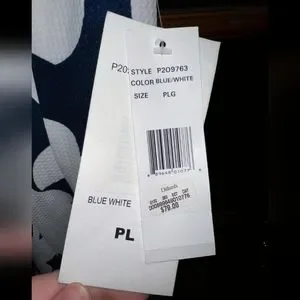 P20
BLUE WHITE
PL
STYLE P209763
COLOR BLUE/WHITE
SIZE PLG
Dillard's
$79.00